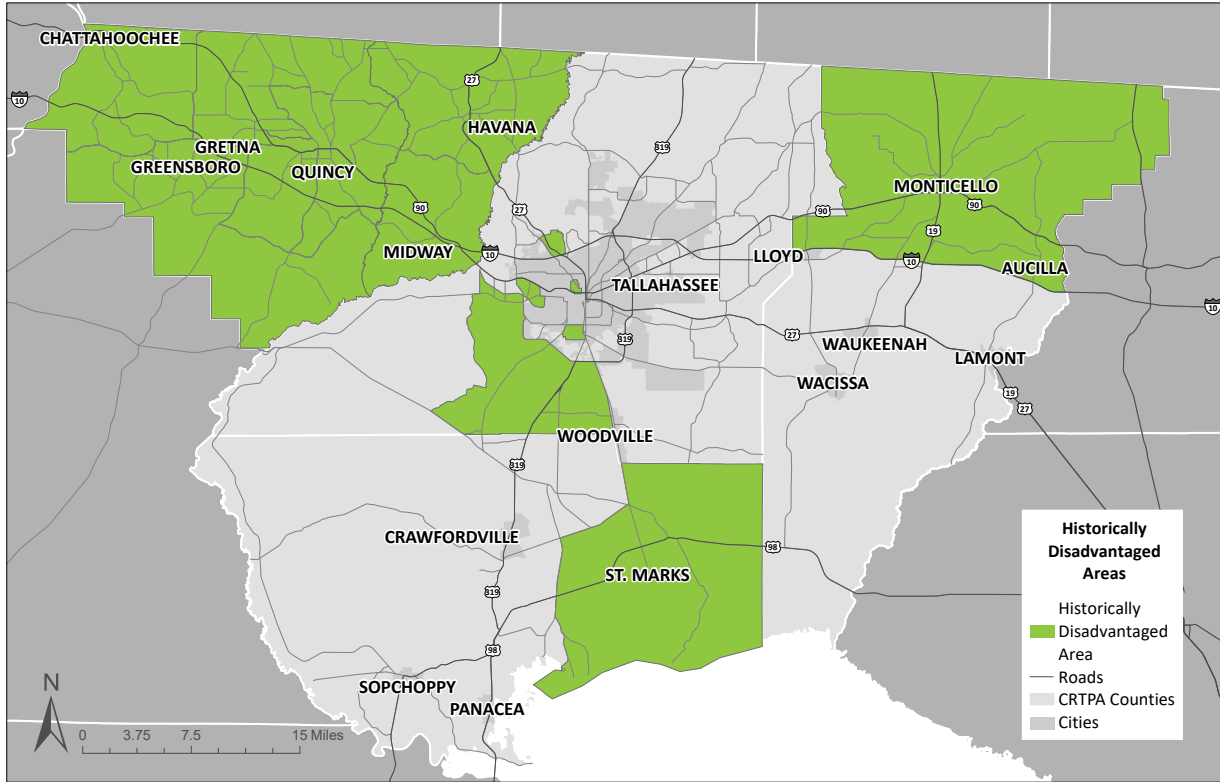 CHATTAHOOCHEE
27
10
HAVANA
319
GRETNA
GREENSBORO
QUINCY
MONTICELLO
90
27
90
90
19
MIDWAY
10
LLOYD
10
AUCILLA
TALLAHASSEE
10
27
319
WAUKEENAH
LAMONT
WACISSA
19
27
WOODVILLE
319
CRAWFORDVILLE
98
ST. MARKS
319
98
SOPCHOPPY
PANACEA
N
0 3.75 7.5 15 Miles
Historically
Disadvantaged
Areas
Historically
Disadvantaged
Area
Roads
CRTPA Counties
Cities